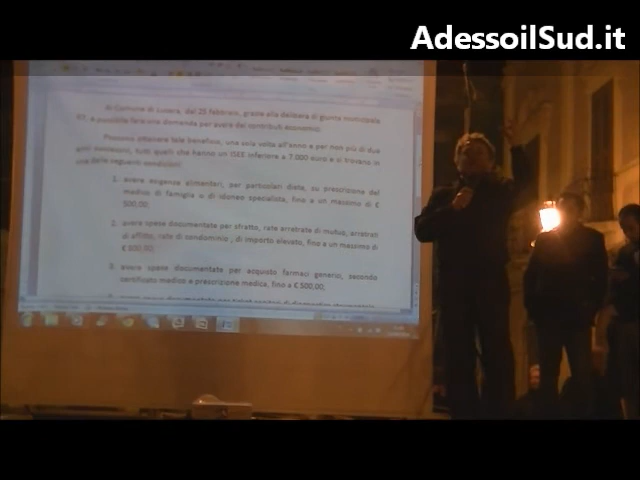 AdessoilSud.it
Al Comune di Lucera, dal 25 febbraio, grazie alla delibera di giunta municipale
è possibile fare una domanda per avere dei contributi economici.
Possono ottenere tale beneficio, una sola volta all'anno e per non più di due
anni consecutivi, tutti quelli che hanno un ISEE inferiore a 7.000 euro e si trovano in
una delle seguenti condizioni:
1. avere esigenze alimentari, per particolari diete, su prescrizione del
medico di famiglia o di idoneo specialista, fino a un massimo di €
500,00;
2. avere spese documentate per sfratto, rate arretrate di mutuo, arretrati
di affitto, rate di condominio , di importo elevato, fino a un massimo di
€ 500,00;
3. avere spese documentate per acquisto farmaci generici, secondo
certificato medico e prescrizione medica, fino a € 500,00;